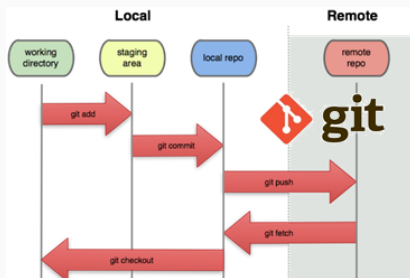 Local
Remote
working
directory
staging
area
local repo
remote
repo
git add
git commit
git
git push
git fetch
git checkout